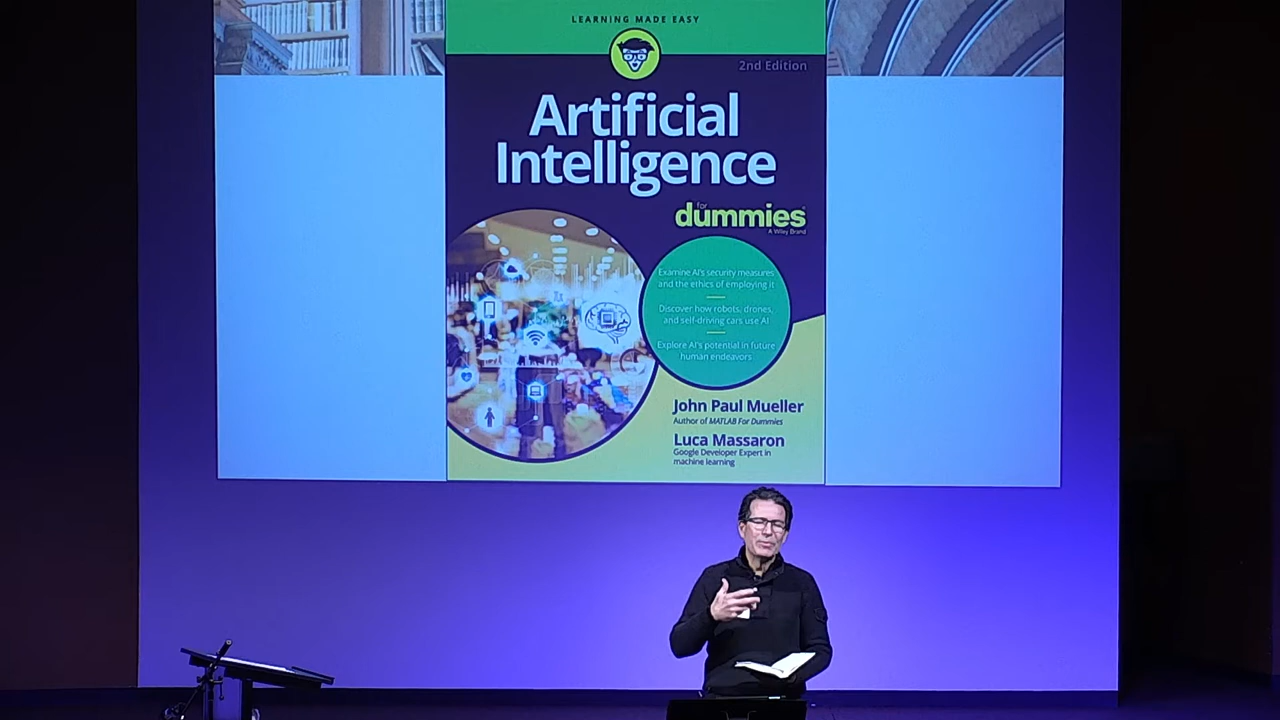 LEARNING MADE EASY
2nd Edition
Artificial
Intelligence
for
dummies
A Wiley Brand
Examine AI's security measures
and the ethics of employing it
Discover how robots, drones,
and self-driving cars use AI
Explore AI's potential in future
human endeavors
John Paul Mueller
Author of MATLAB For Dummies
Luca Massaron
Google Developer Expert in
machine learning